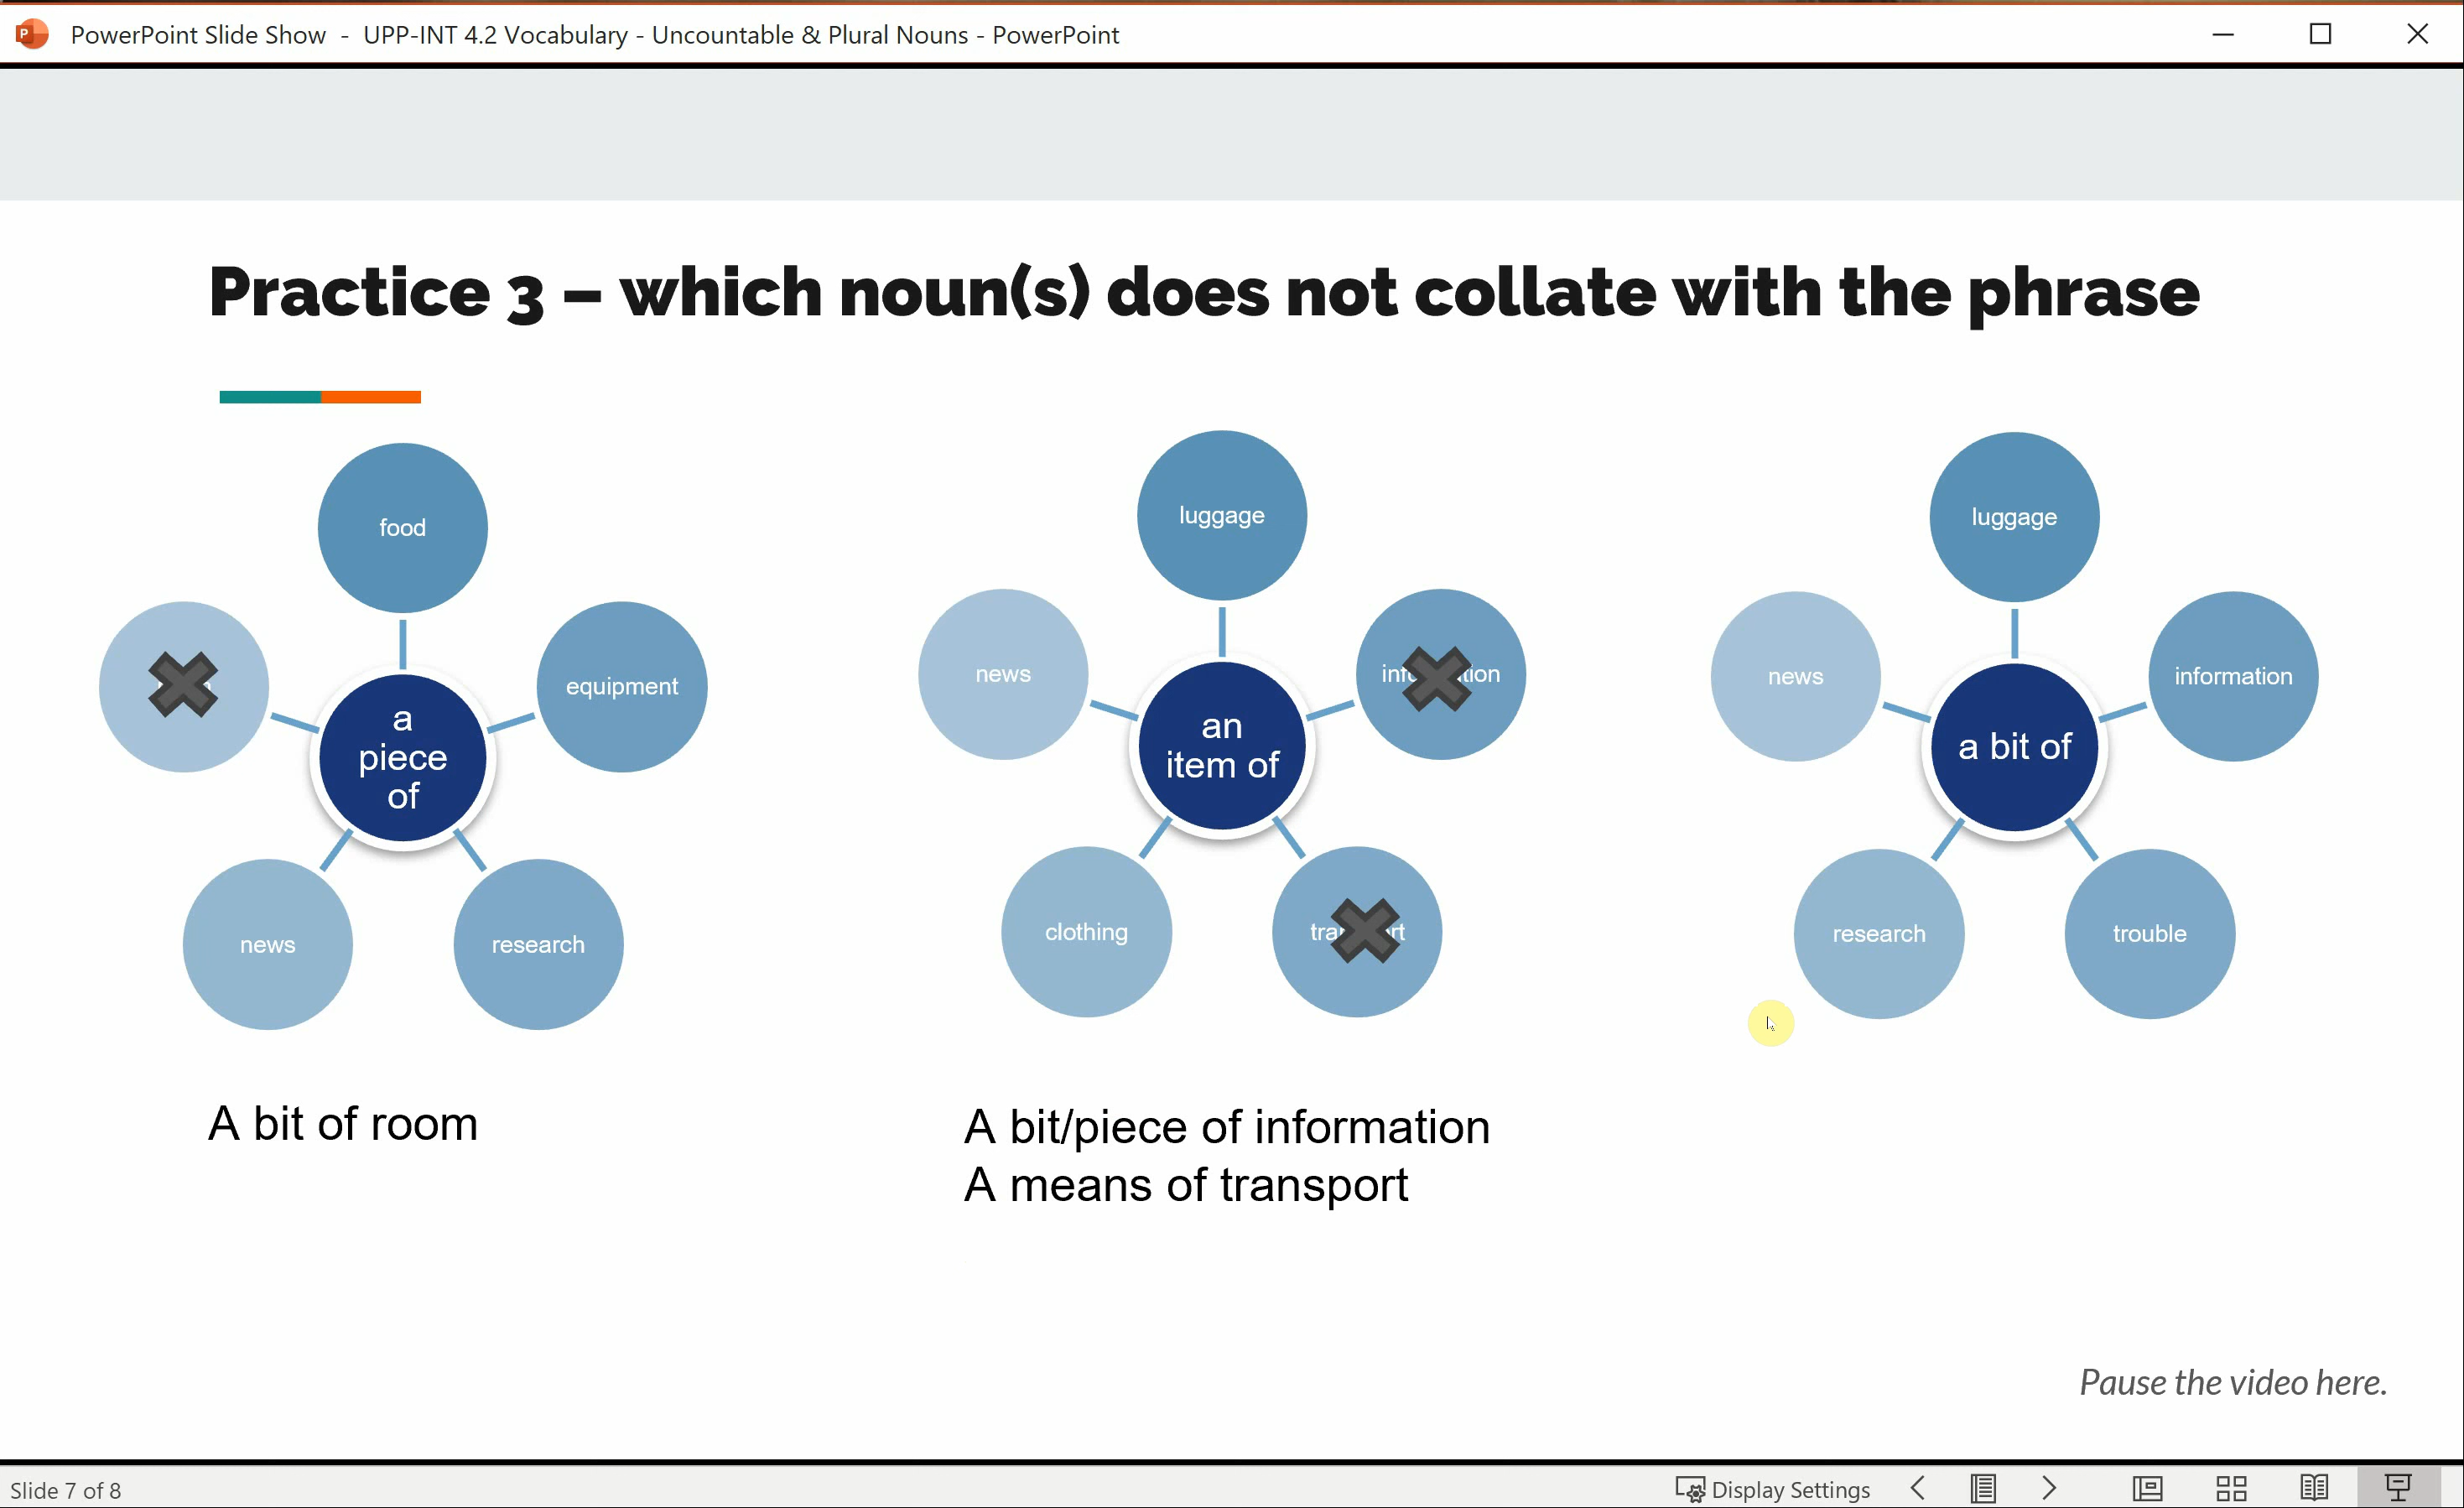 PowerPoint Slide Show - UPP-INT 4.2 Vocabulary - Uncountable & Plural Nouns - PowerPoint
Practice 3 – which noun(s) does not collate with the phrase
food
equipment
research
news
a
piece
of
luggage
news
clothing
an
item of
luggage
information
trouble
research
news
a bit of
A bit of room
A bit/piece of information
A means of transport
Pause the video here.
Slide 7 of 8
Display Settings